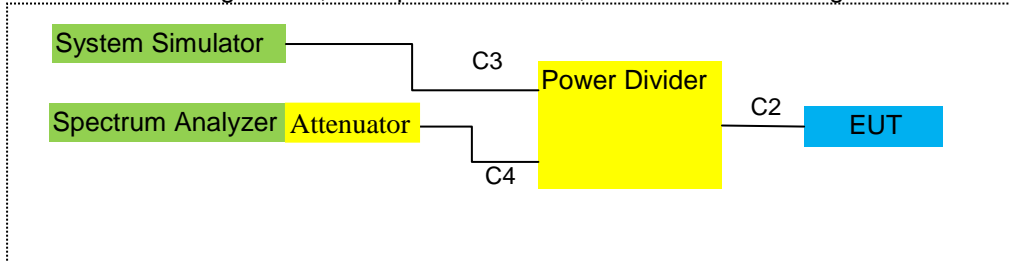 System Simulator
C3
Power Divider
C2
Spectrum Analyzer
Attenuator
EUT
C4